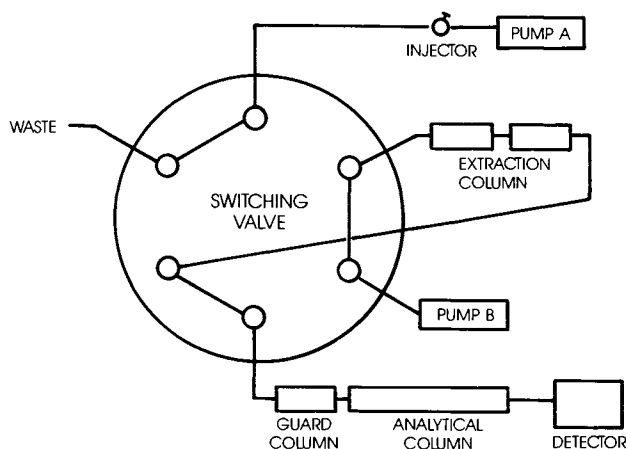 PUMP A
INJECTOR
WASTE
EXTRACTION
COLUMN
SWITCHING
VALVE
PUMP B
GUARD
COLUMN
ANALYTICAL
COLUMN
DETECTOR